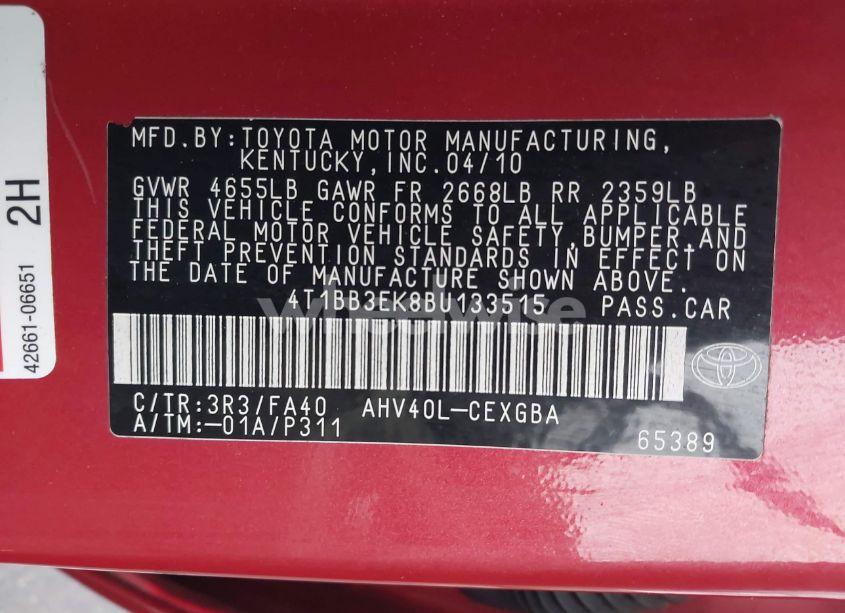 MFD.BY:TOYOTA MOTOR MANUFACTURING,
KENTUCKY,INC.04/10
GVWR 4655LB GAWR FR 2668LB RR 2359LB
THIS VEHICLE CONFORMS TO ALL APPLICABLE
FEDERAL MOTOR VEHICLE SAFETY,BUMPER,AND
THEFT PREVENTION STANDARDS IN EFFECT ON
THE DATE OF MANUFACTURE SHOWN ABOVE.
4T1BB3EK8BU133515 PASS.CAR
C/TR:3R3/FA40 AHV40L-CEXGBA
A/TM:-01A/P311
65389
42661-06651
2H
wheelwise